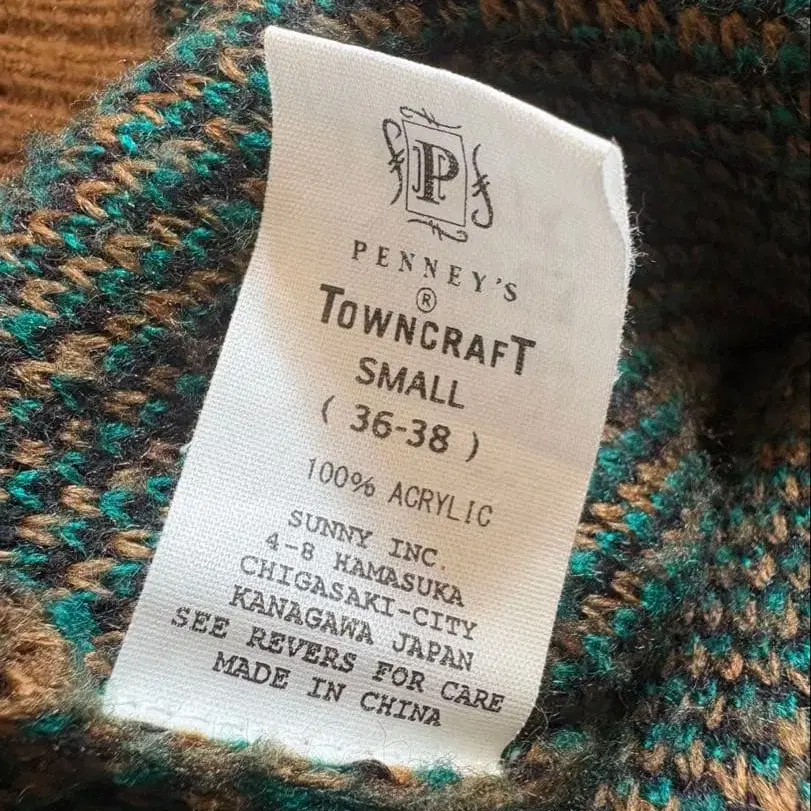 P
PENNEY'S
®
TOWNCRAFT
SMALL
( 36-38 )
100% ACRYLIC
SUNNY INC.
4-8 HAMASUKA
CHIGASAKI-CITY
KANAGAWA JAPAN
SEE REVERS FOR CARE
MADE IN CHINA